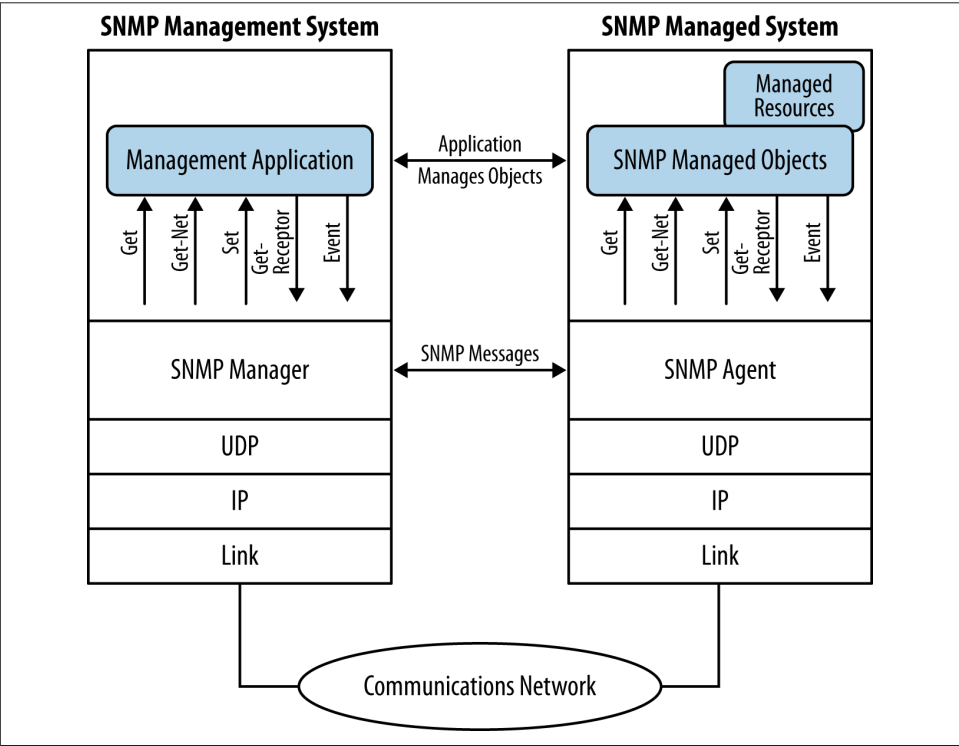 SNMP Management System
SNMP Managed System
Managed
Resources
Management Application
Application
Manages Objects
SNMP Managed Objects
Get
Get-Net
Set
Get-
Receptor
Event
Get
Get-Net
Set
Get-
Receptor
Event
SNMP Manager
SNMP Messages
SNMP Agent
UDP
UDP
IP
IP
Link
Link
Communications Network